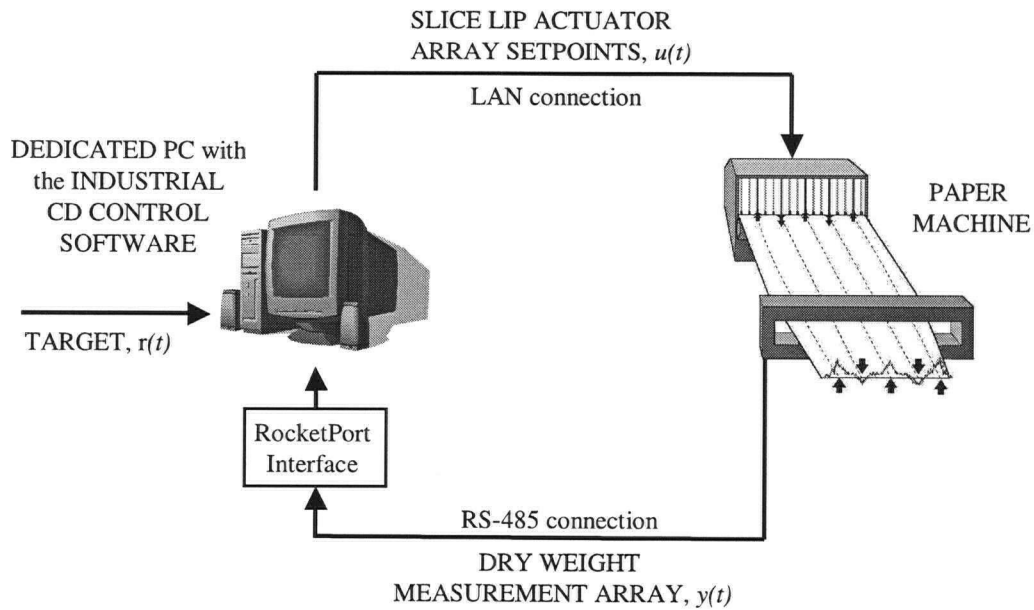 SLICE LIP ACTUATOR
ARRAY SETPOINTS, u(t)
LAN connection
DEDICATED PC with
the INDUSTRIAL
CD CONTROL
SOFTWARE
PAPER
MACHINE
TARGET, r(t)
RocketPort
Interface
RS-485 connection
DRY WEIGHT
MEASUREMENT ARRAY, y(t)